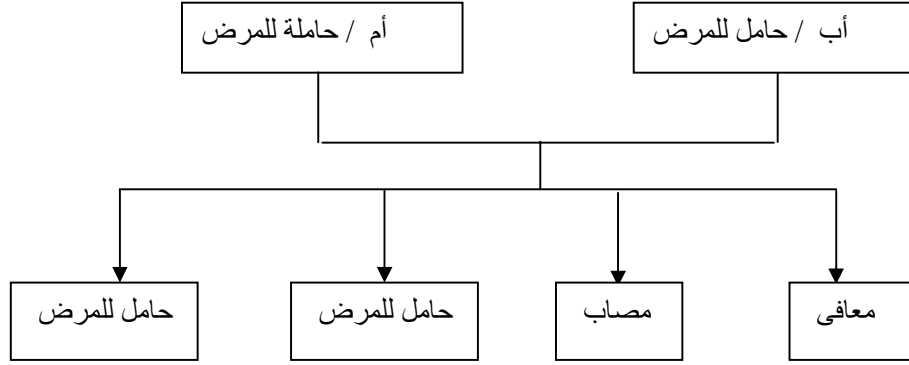 أب / حامل للمرض
أم / حاملة للمرض
معافى
مصاب
حامل للمرض
حامل للمرض